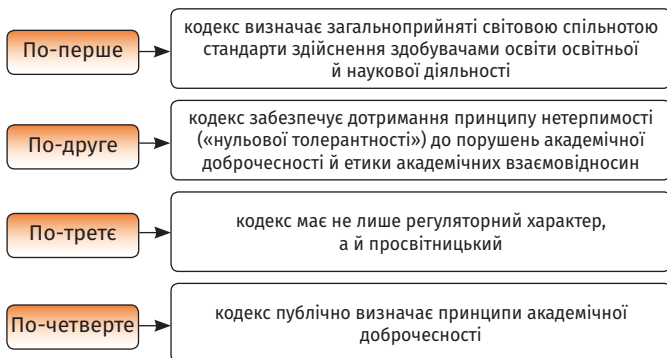 По-перше
кодекс визначає загальноприйняті світовою спільнотою
стандарти здійснення здобувачами освіти освітньої
й наукової діяльності
По-друге
кодекс забезпечує дотримання принципу нетерпимості
(«нульової толерантності») до порушень академічної
доброчесності й етики академічних взаємовідносин
По-третє
кодекс має не лише регуляторний характер,
а й просвітницький
По-четверте
кодекс публічно визначає принципи академічної
доброчесності